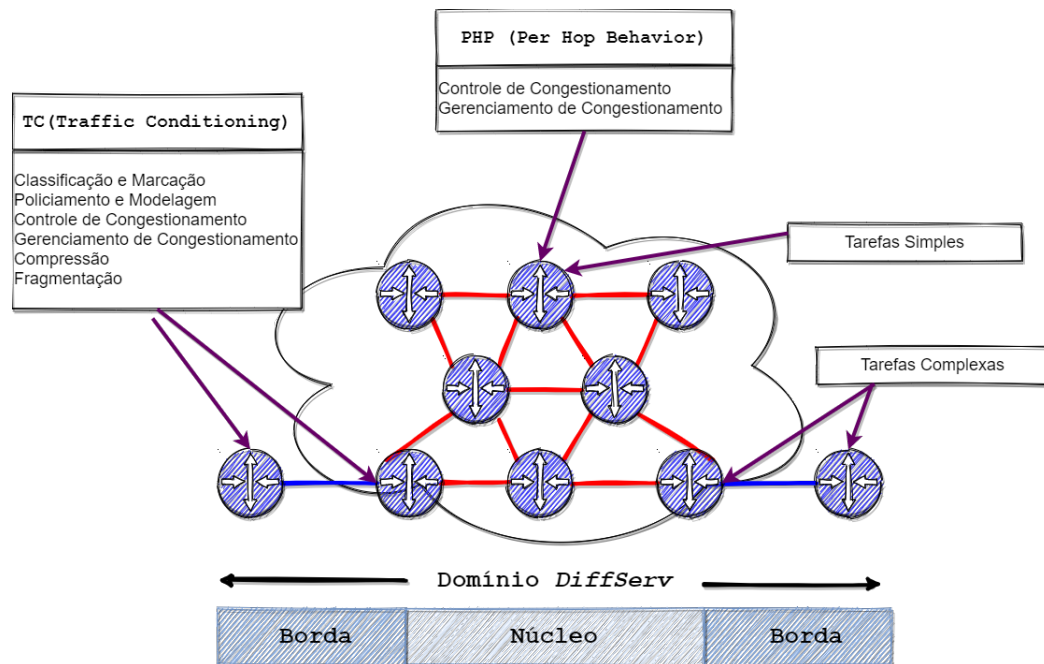 PHP (Per Hop Behavior)
Controle de Congestionamento
Gerenciamento de Congestionamento
TC(Traffic Conditioning)
Classificação e Marcação
Policiamento e Modelagem
Controle de Congestionamento
Gerenciamento de Congestionamento
Compressão
Fragmentação
Tarefas Simples
Tarefas Complexas
Domínio DiffServ
Borda
Núcleo
Borda